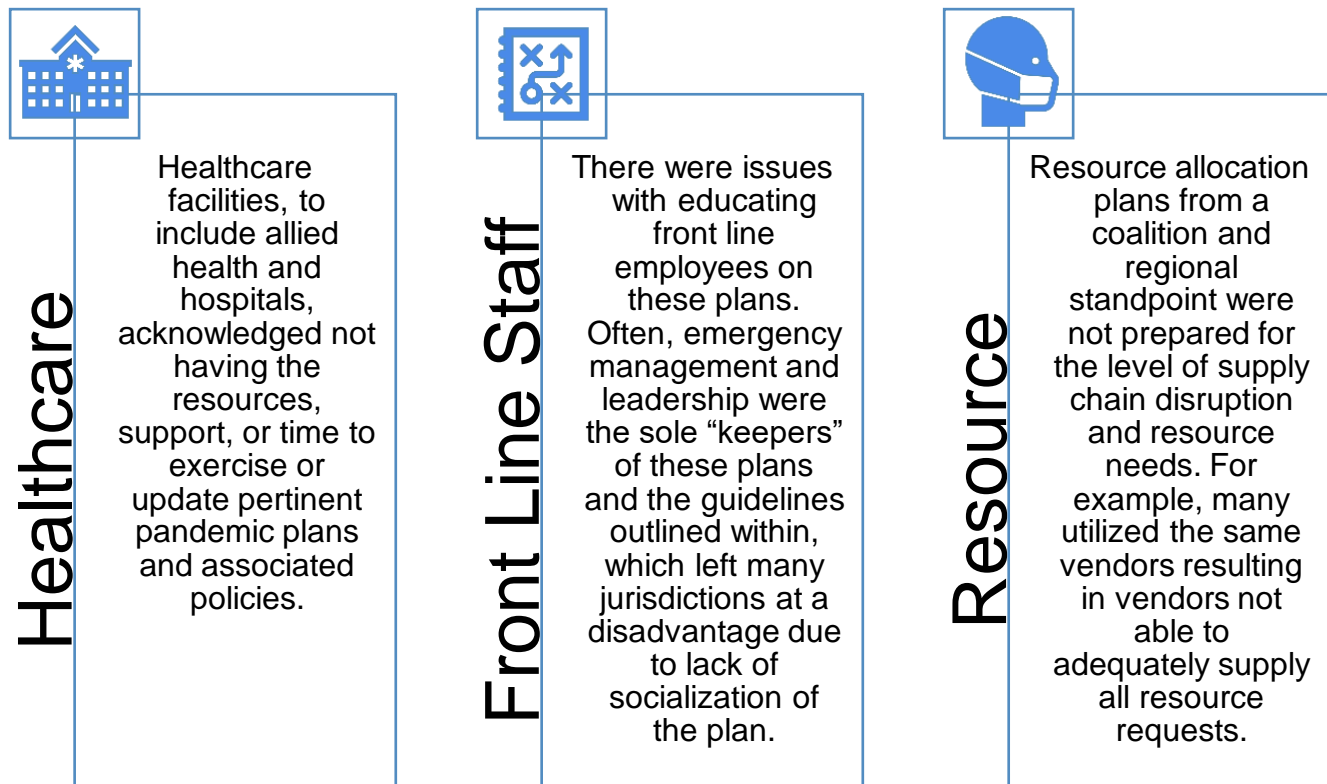 Healthcare
Healthcare
facilities, to
include allied
health and
hospitals,
acknowledged not
having the
resources,
support, or time to
exercise or
update pertinent
pandemic plans
and associated
policies.
Front Line Staff
There were issues
with educating
front line
employees on
these plans.
Often, emergency
management and
leadership were
the sole “keepers”
of these plans
and the guidelines
outlined within,
which left many
jurisdictions at a
disadvantage due
to lack of
socialization of
the plan.
Resource
Resource allocation
plans from a
coalition and
regional
standpoint were
not prepared for
the level of supply
chain disruption
and resource
needs. For
example, many
utilized the same
vendors resulting
in vendors not
able to
adequately supply
all resource
requests.